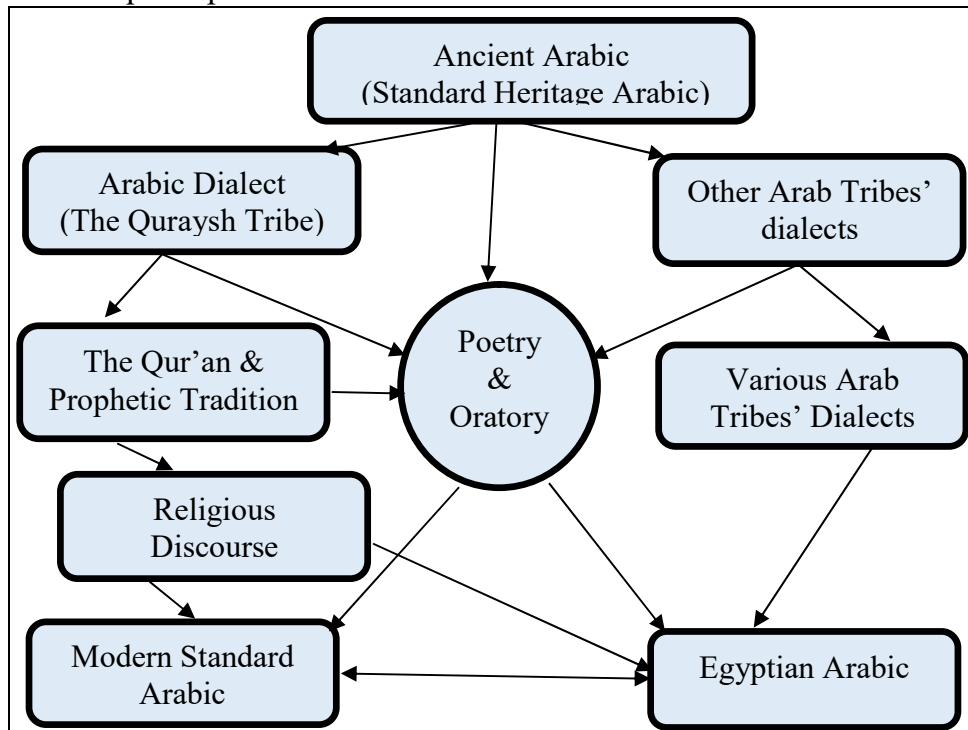 Ancient Arabic
(Standard Heritage Arabic)
Arabic Dialect
(The Quraysh Tribe)
Other Arab Tribes’
dialects
Poetry
&
Oratory
The Qur’an &
Prophetic Tradition
Various Arab
Tribes’ Dialects
Religious
Discourse
Modern Standard
Arabic
Egyptian Arabic